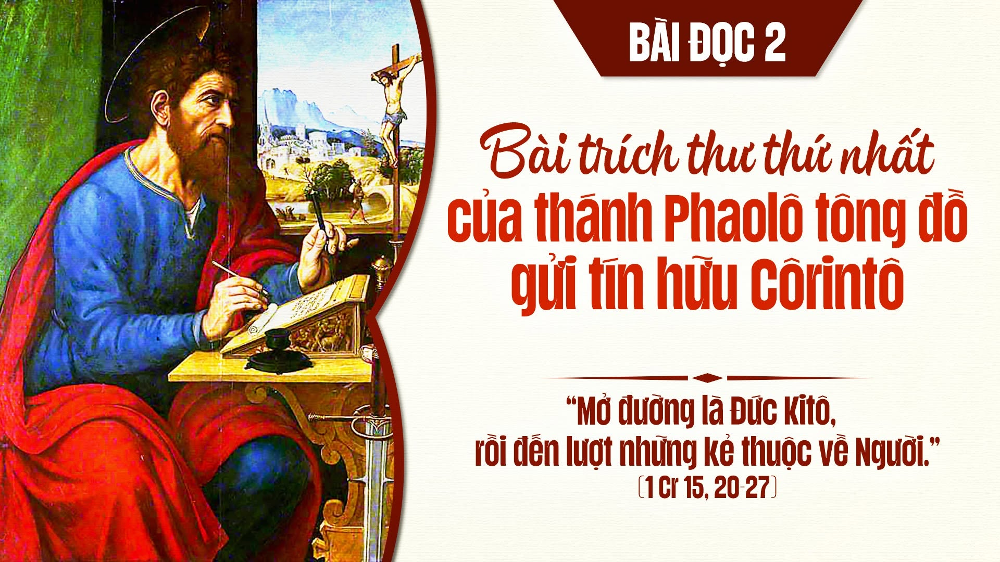 BÀI ĐỌC 2
Bài trích thư thứ nhất
của thánh Phaolô tông đồ
gửi tín hữu Côrintô
“Mở đường là Đức Kitô,
rồi đến lượt những kẻ thuộc về Người.”
(1 Cr 15, 20-27)